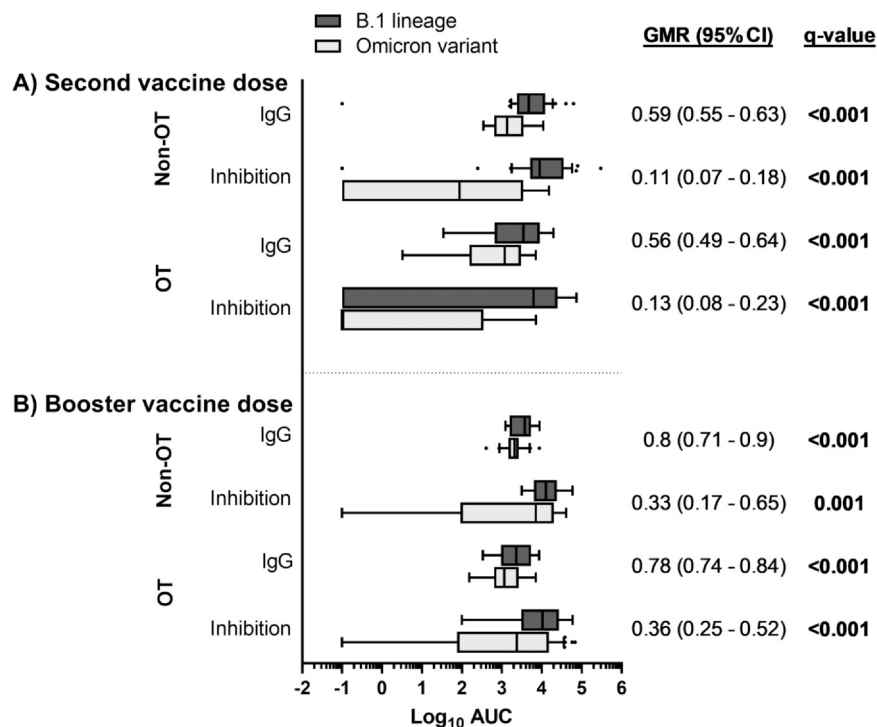 B.1 lineage
Omicron variant
GMR (95% CI) q-value
A) Second vaccine dose
Non-OT
IgG 0.59 (0.55 - 0.63) <0.001
Inhibition 0.11 (0.07 - 0.18) <0.001
OT
IgG 0.56 (0.49 - 0.64) <0.001
Inhibition 0.13 (0.08 - 0.23) <0.001
B) Booster vaccine dose
Non-OT
IgG 0.8 (0.71 - 0.9) <0.001
Inhibition 0.33 (0.17 - 0.65) 0.001
OT
IgG 0.78 (0.74 - 0.84) <0.001
Inhibition 0.36 (0.25 - 0.52) <0.001
-2 -1 0 1 2 3 4 5 6
Log₁₀ AUC